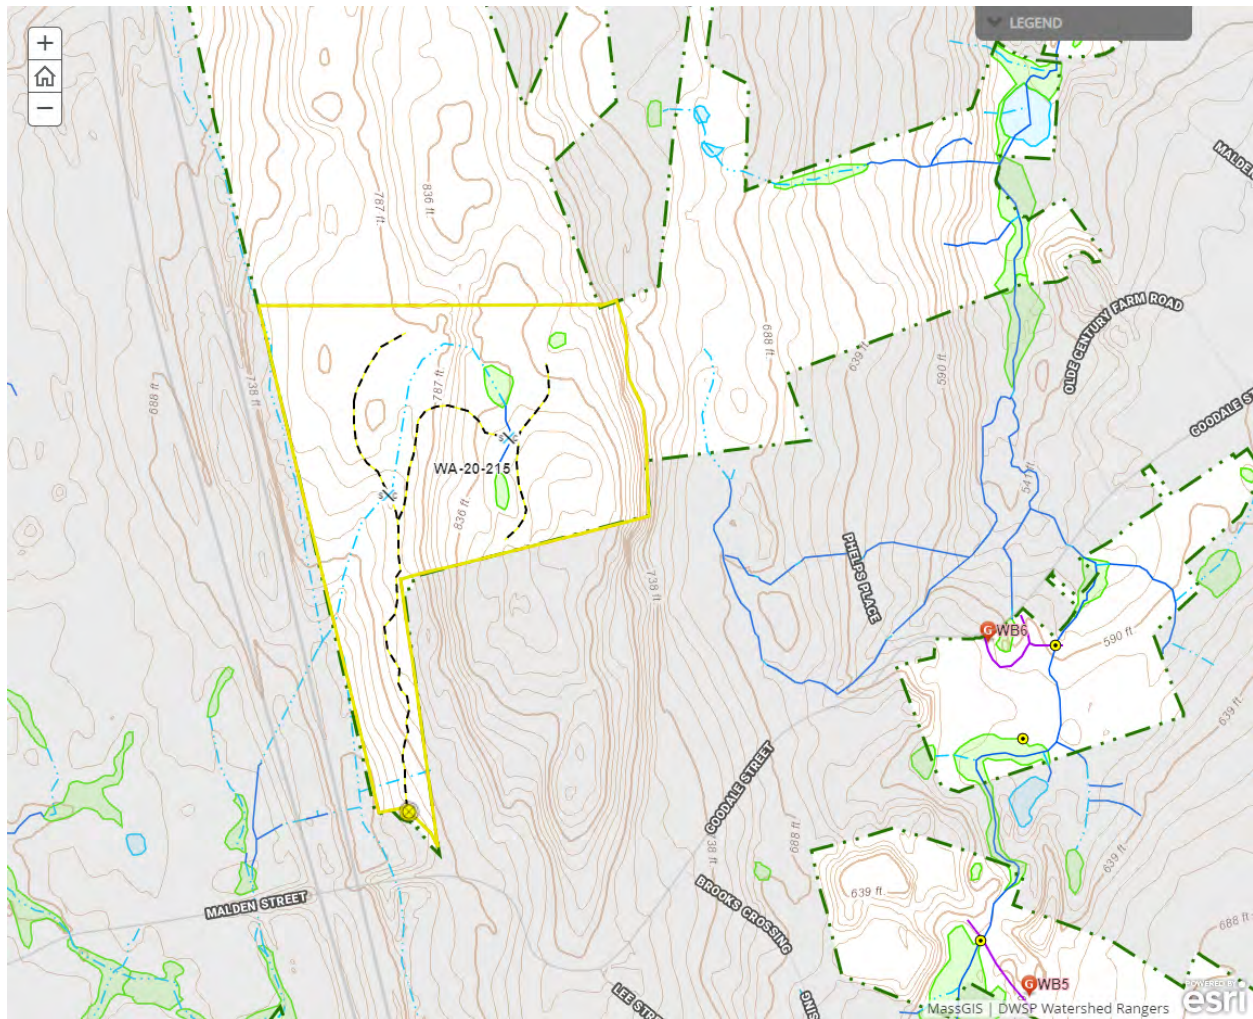 +
−
LEGEND
MALDE
787 ft.
836 ft.
OLDE CENTURY FARM ROAD
688 ft
738 ft.
688 ft
639 ft.
590 ft
GOODALE S
787 ft.
WA-20-215
S
S
836 ft.
541 ft
PHELPS PLACE
738 ft
G WB6
590 ft
639 ft.
GOODALE STREET
738 ft
688 ft
639 ft
639 ft
MALDEN STREET
BROOKS CROSSING
688 ft
LEE STR
SING
G WB5
MassGIS | DWSP Watershed Rangers
POWERED BY
esri